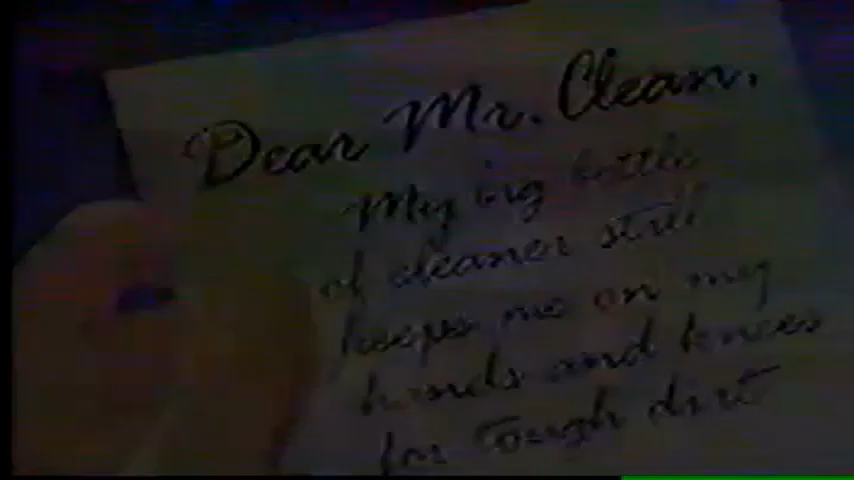 Dear Mr. Clean,
My big bottle
of cleaner still
keeps me on my
hands and knees
for tough dirt